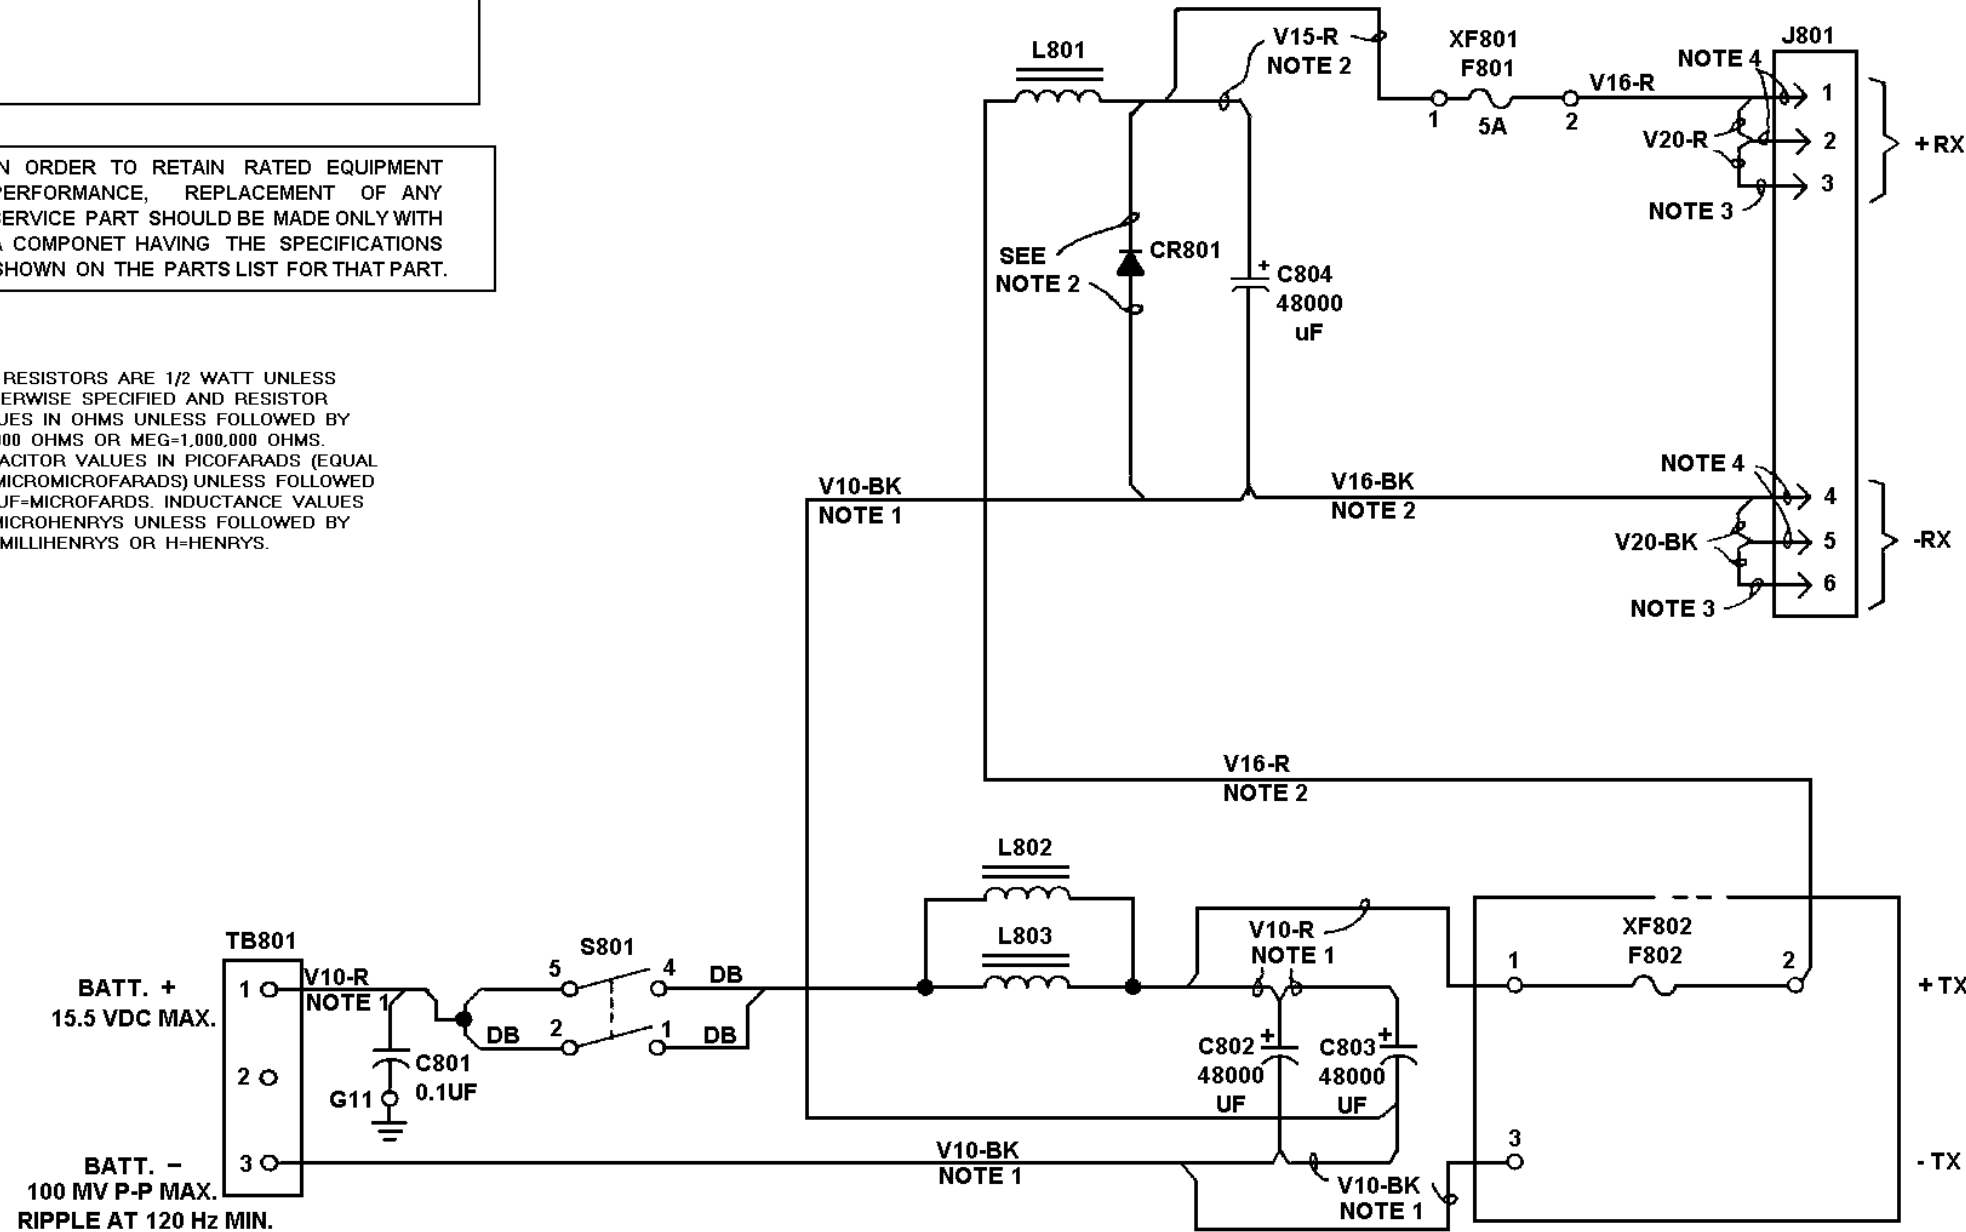 N ORDER TO RETAIN RATED EQUIPMENT
PERFORMANCE, REPLACEMENT OF ANY
SERVICE PART SHOULD BE MADE ONLY WITH
A COMPONET HAVING THE SPECIFICATIONS
SHOWN ON THE PARTS LIST FOR THAT PART.
RESISTORS ARE 1/2 WATT UNLESS
ERWISE SPECIFIED AND RESISTOR
UES IN OHMS UNLESS FOLLOWED BY
000 OHMS OR MEG=1,000,000 OHMS.
ACITOR VALUES IN PICOFARADS (EQUAL
MICROMICROFARADS) UNLESS FOLLOWED
UF=MICROFARDS. INDUCTANCE VALUES
MICROHENRYS UNLESS FOLLOWED BY
MILLIHENRYS OR H=HENRYS.
L801
V15-R
NOTE 2
XF801
F801
1
5A
2
V16-R
NOTE 4
J801
1
2
3
V20-R
NOTE 3
+ RX
SEE
NOTE 2
CR801
+
C804
48000
uF
V10-BK
NOTE 1
V16-BK
NOTE 2
NOTE 4
4
5
6
V20-BK
NOTE 3
-RX
V16-R
NOTE 2
L802
L803
TB801
BATT. +
15.5 VDC MAX.
1
2
3
V10-R
NOTE 1
C801
0.1UF
G11
S801
5
4
DB
DB
2
1
DB
V10-R
NOTE 1
+
C802
48000
UF
+
C803
48000
UF
XF802
F802
1
2
3
+ TX
- TX
BATT. –
100 MV P-P MAX.
RIPPLE AT 120 Hz MIN.
V10-BK
NOTE 1
V10-BK
NOTE 1